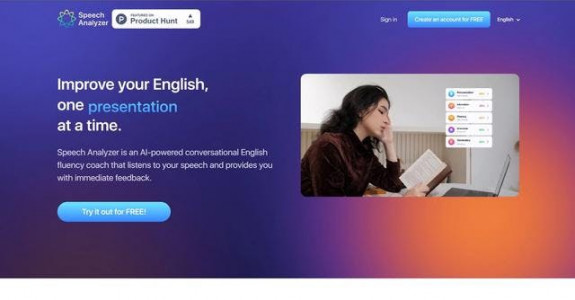 Speech
Analyzer
FEATURED ON
Product Hunt
Sign in
Create an account for FREE!
English
Improve your English,
one presentation
at a time.
Speech Analyzer is an AI-powered conversational English
fluency coach that listens to your speech and provides you
with immediate feedback.
Try it out for FREE!